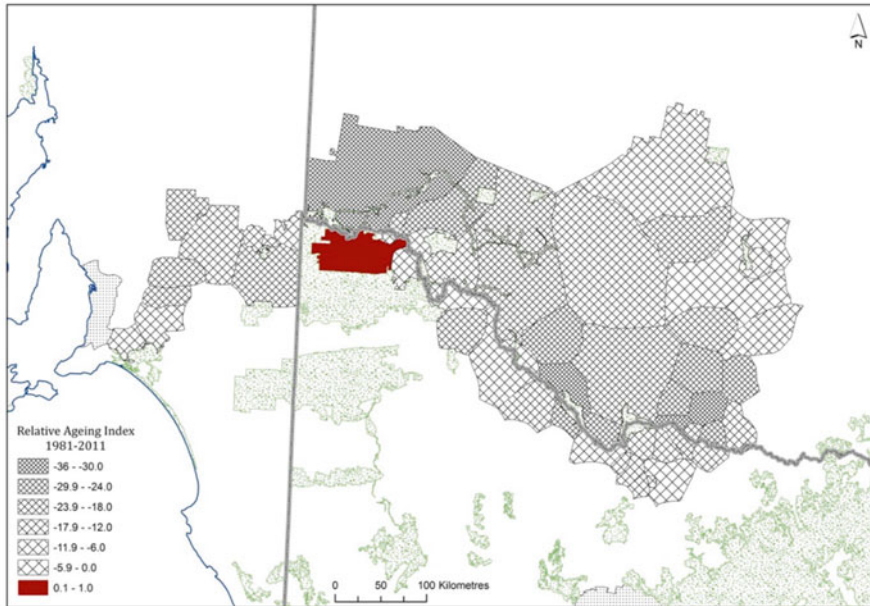 N
Relative Ageing Index
1981-2011
-36 - -30.0
-29.9 - -24.0
-23.9 - -18.0
-17.9 - -12.0
-11.9 - -6.0
-5.9 - 0.0
0.1 - 1.0
0 50 100 Kilometres